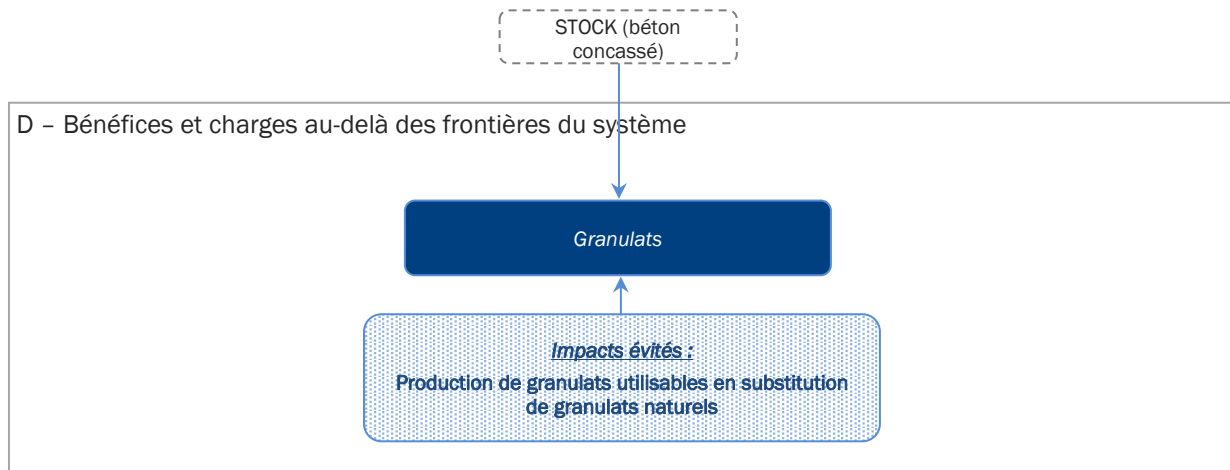 STOCK (béton
concassé)
D – Bénéfices et charges au-delà des frontières du système
Granulats
Impacts évités :
Production de granulats utilisables en substitution
de granulats naturels